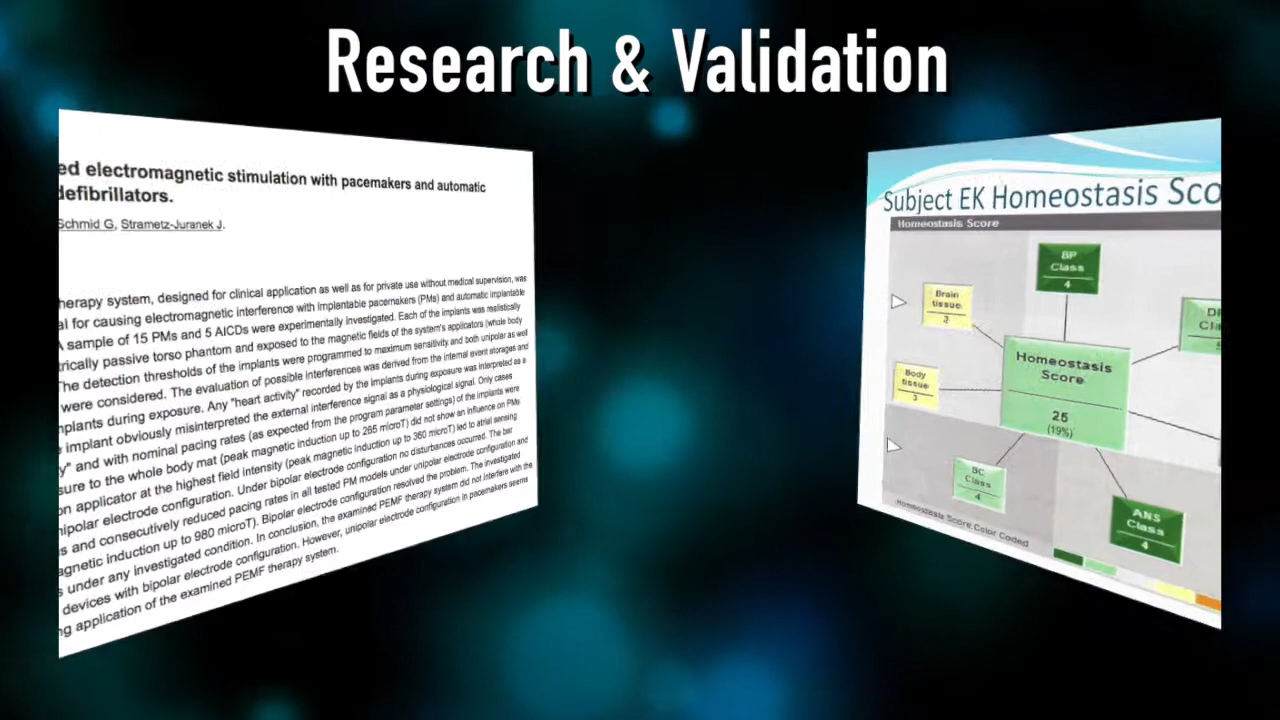 Research & Validation
ed electromagnetic stimulation with pacemakers and automatic
defibrillators.
Schmid G, Strametz-Juranek J.
herapy system, designed for clinical application as well as for private use without medical supervision, was
al for causing electromagnetic interference with implantable pacemakers (PMs) and automatic implantable
A sample of 15 PMs and 5 AICDs were experimentally investigated. Each of the implants was realistically
trically passive torso phantom and exposed to the magnetic fields of the system's applicators (whole body
The detection thresholds of the implants were programmed to maximum sensitivity and both unipolar as well
were considered. The evaluation of possible interferences was derived from the internal event storages and
nplants during exposure. Any "heart activity" recorded by the implants during exposure was interpreted as a
implant obviously misinterpreted the external interference signal as a physiological signal. Only cases
y" and with nominal pacing rates (as expected from the program parameter settings) of the implants were
sure to the whole body mat (peak magnetic induction up to 265 microT) did not show an influence on PMs
on applicator at the highest field intensity (peak magnetic induction up to 360 microT) led to atrial sensing
nipolar electrode configuration. Under bipolar electrode configuration no disturbances occurred. The bar
s and consecutively reduced pacing rates in all tested PM models under unipolar electrode configuration and
agnetic induction up to 980 microT). Bipolar electrode configuration resolved the problem. The investigated
s under any investigated condition. In conclusion, the examined PEMF therapy system did not interfere with the
devices with bipolar electrode configuration. However, unipolar electrode configuration in pacemakers seems
ng application of the examined PEMF therapy system.
Subject EK Homeostasis Sco
Homeostasis Score
BP
Class
4
Brain
tissue
2
Homeostasis
Score
25
(19%)
Body
tissue
3
BC
Class
4
ANS
Class
4
Homeostasis Score Color Coded